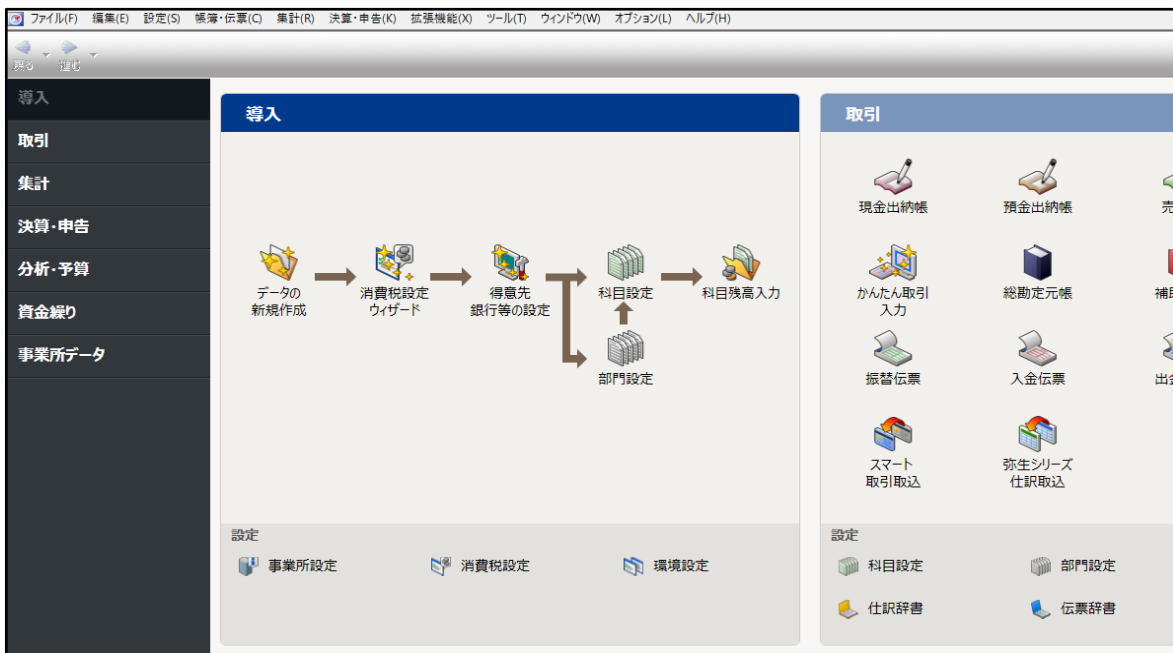 ファイル(F) 編集(E) 設定(S) 帳簿・伝票(C) 集計(R) 決算・申告(K) 拡張機能(X) ツール(T) ウィンドウ(W) オプション(L) ヘルプ(H)
戻る 進む
導入
取引
集計
決算・申告
分析・予算
資金繰り
事業所データ
導入
データの
新規作成
消費税設定
ウィザード
得意先
銀行等の設定
科目設定
科目残高入力
部門設定
設定
事業所設定 消費税設定 環境設定
取引
現金出納帳 預金出納帳 売
かんたん取引
入力
総勘定元帳 補助
振替伝票 入金伝票 出金
スマート
取引取込
弥生シリーズ
仕訳取込
設定
科目設定 部門設定
仕訳辞書 伝票辞書